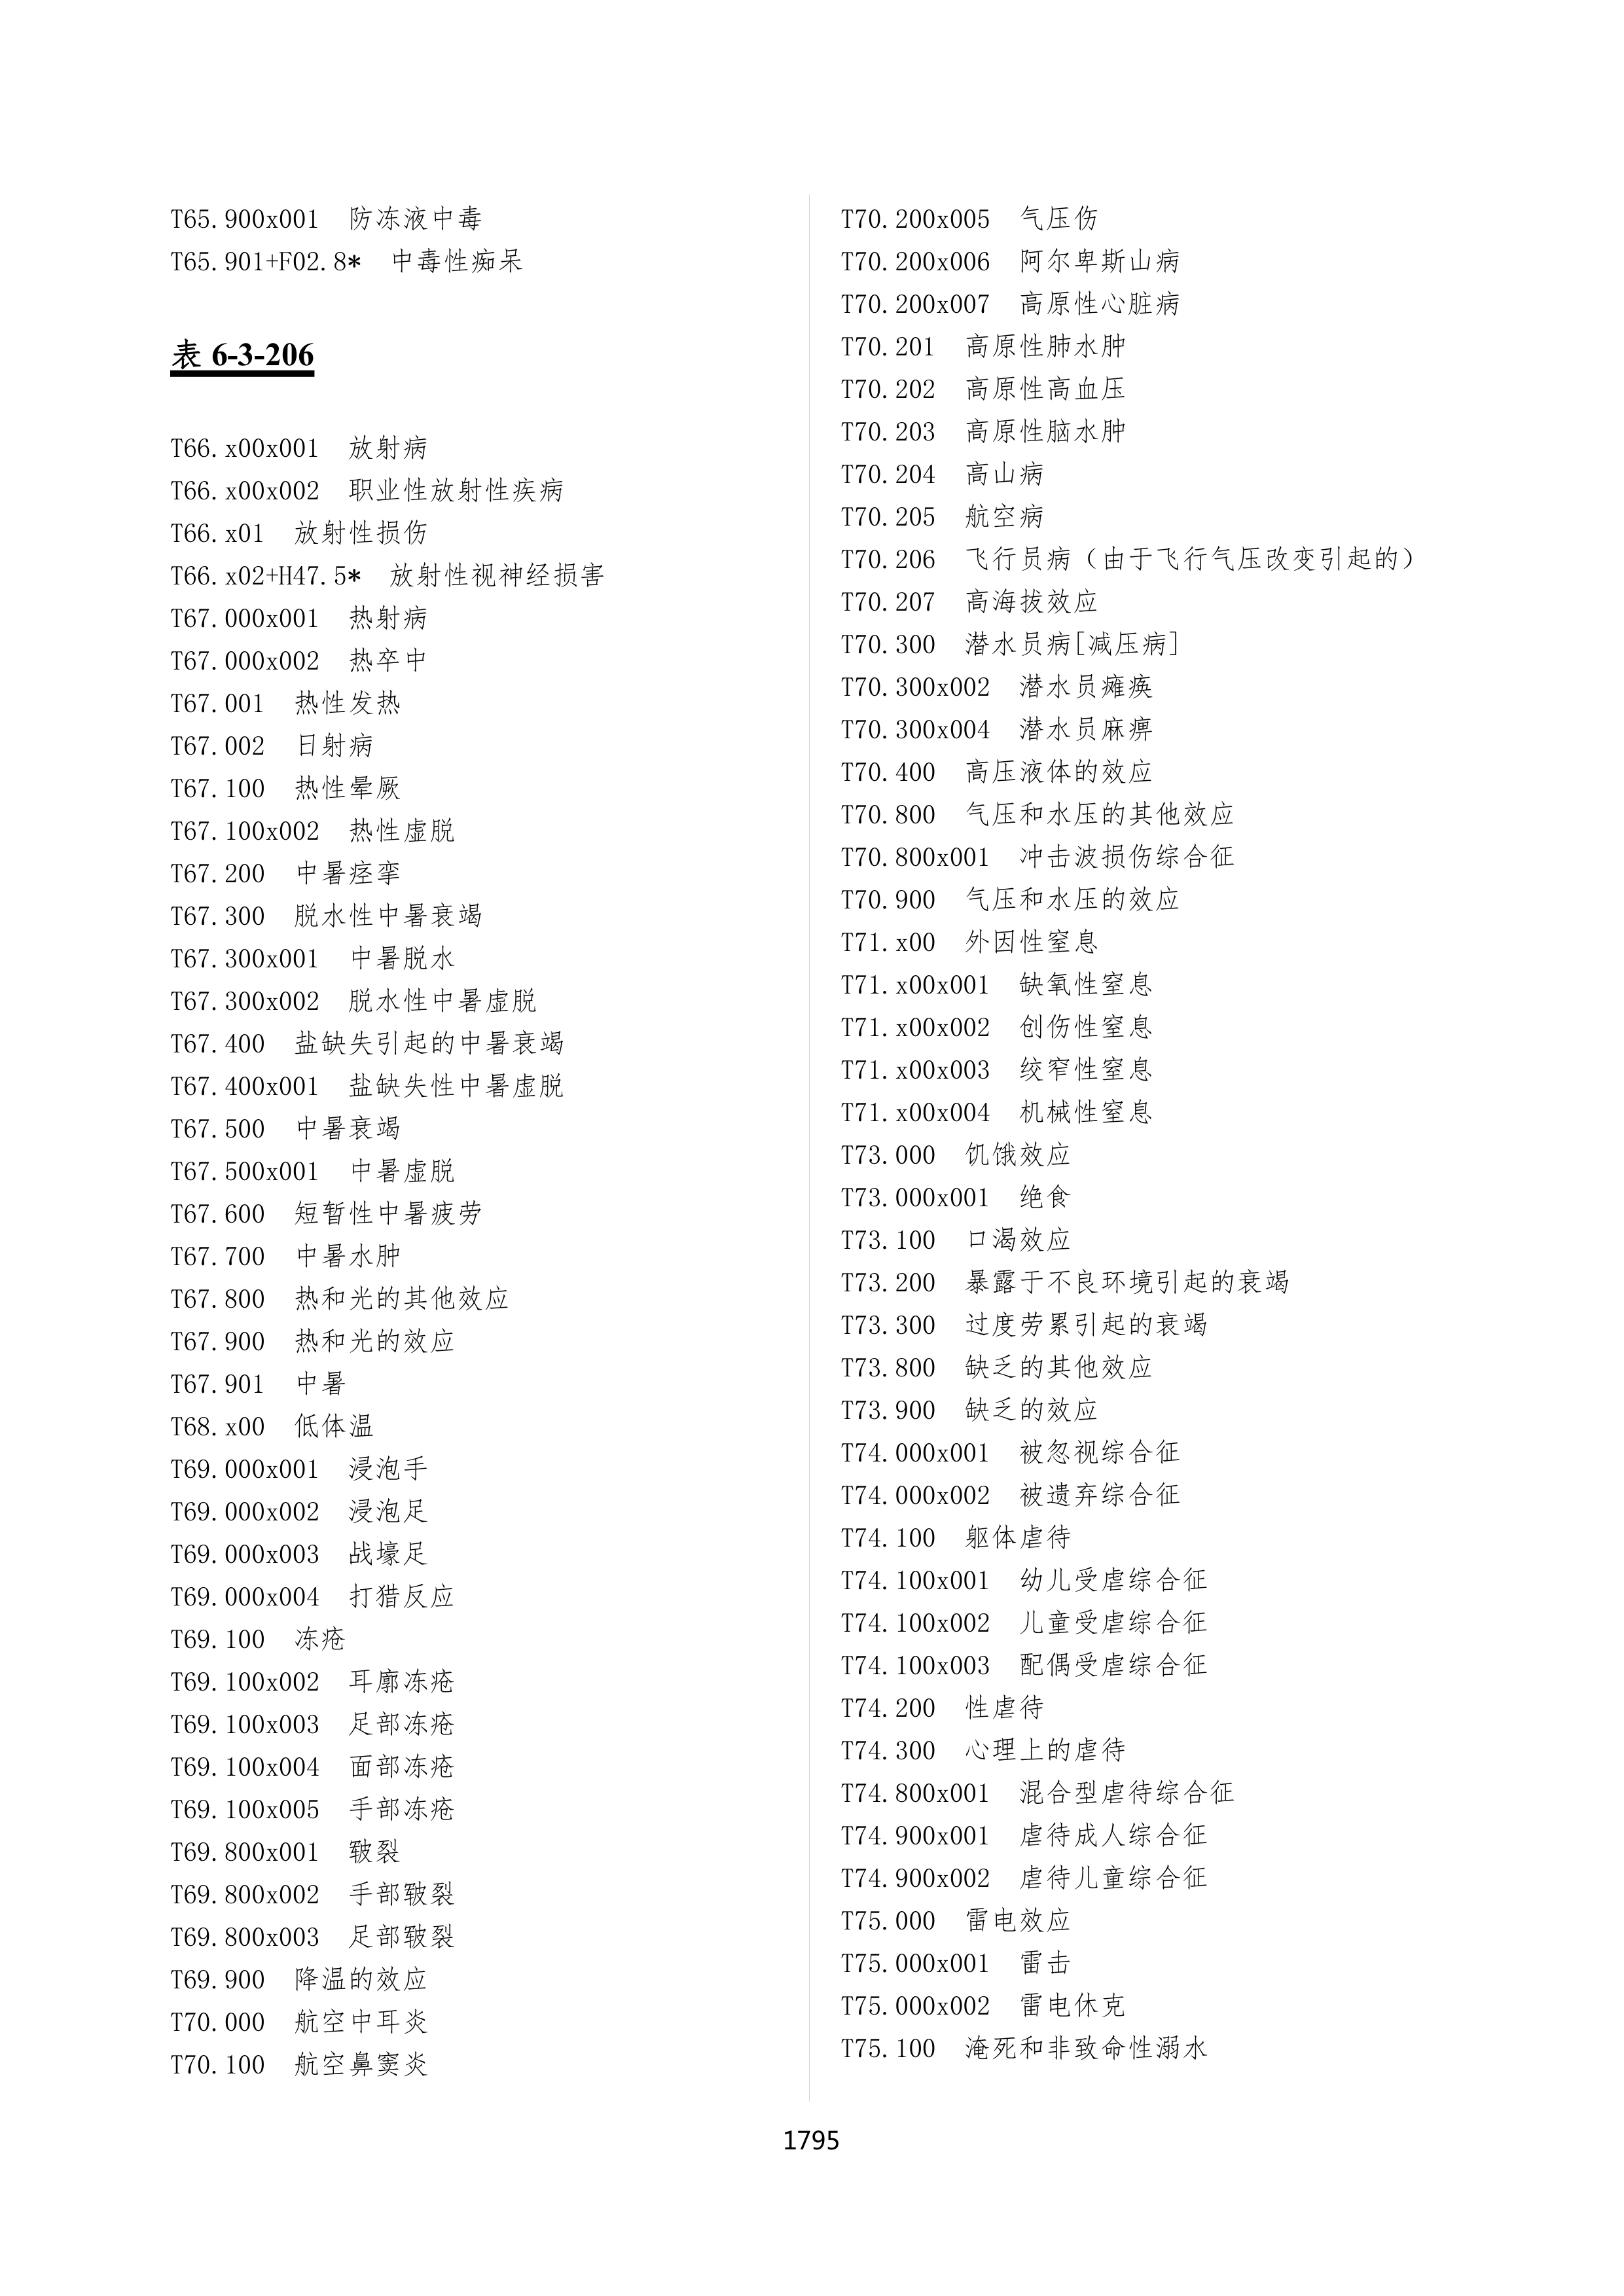 T65.900x001 防冻液中毒
T65.901+F02.8* 中毒性痴呆
表 6-3-206
T66.x00x001 放射病
T66.x00x002 职业性放射性疾病
T66.x01 放射性损伤
T66.x02+H47.5* 放射性视神经损害
T67.000x001 热射病
T67.000x002 热卒中
T67.001 热性发热
T67.002 日射病
T67.100 热性晕厥
T67.100x002 热性虚脱
T67.200 中暑痉挛
T67.300 脱水性中暑衰竭
T67.300x001 中暑脱水
T67.300x002 脱水性中暑虚脱
T67.400 盐缺失引起的中暑衰竭
T67.400x001 盐缺失性中暑虚脱
T67.500 中暑衰竭
T67.500x001 中暑虚脱
T67.600 短暂性中暑疲劳
T67.700 中暑水肿
T67.800 热和光的其他效应
T67.900 热和光的效应
T67.901 中暑
T68.x00 低体温
T69.000x001 浸泡手
T69.000x002 浸泡足
T69.000x003 战壕足
T69.000x004 打猎反应
T69.100 冻疮
T69.100x002 耳廓冻疮
T69.100x003 足部冻疮
T69.100x004 面部冻疮
T69.100x005 手部冻疮
T69.800x001 皲裂
T69.800x002 手部皲裂
T69.800x003 足部皲裂
T69.900 降温的效应
T70.000 航空中耳炎
T70.100 航空鼻窦炎
T70.200x005 气压伤
T70.200x006 阿尔卑斯山病
T70.200x007 高原性心脏病
T70.201 高原性肺水肿
T70.202 高原性高血压
T70.203 高原性脑水肿
T70.204 高山病
T70.205 航空病
T70.206 飞行员病（由于飞行气压改变引起的）
T70.207 高海拔效应
T70.300 潜水员病[减压病]
T70.300x002 潜水员瘫痪
T70.300x004 潜水员麻痹
T70.400 高压液体的效应
T70.800 气压和水压的其他效应
T70.800x001 冲击波损伤综合征
T70.900 气压和水压的效应
T71.x00 外因性窒息
T71.x00x001 缺氧性窒息
T71.x00x002 创伤性窒息
T71.x00x003 绞窄性窒息
T71.x00x004 机械性窒息
T73.000 饥饿效应
T73.000x001 绝食
T73.100 口渴效应
T73.200 暴露于不良环境引起的衰竭
T73.300 过度劳累引起的衰竭
T73.800 缺乏的其他效应
T73.900 缺乏的效应
T74.000x001 被忽视综合征
T74.000x002 被遗弃综合征
T74.100 躯体虐待
T74.100x001 幼儿受虐综合征
T74.100x002 儿童受虐综合征
T74.100x003 配偶受虐综合征
T74.200 性虐待
T74.300 心理上的虐待
T74.800x001 混合型虐待综合征
T74.900x001 虐待成人综合征
T74.900x002 虐待儿童综合征
T75.000 雷电效应
T75.000x001 雷击
T75.000x002 雷电休克
T75.100 淹死和非致命性溺水
1795